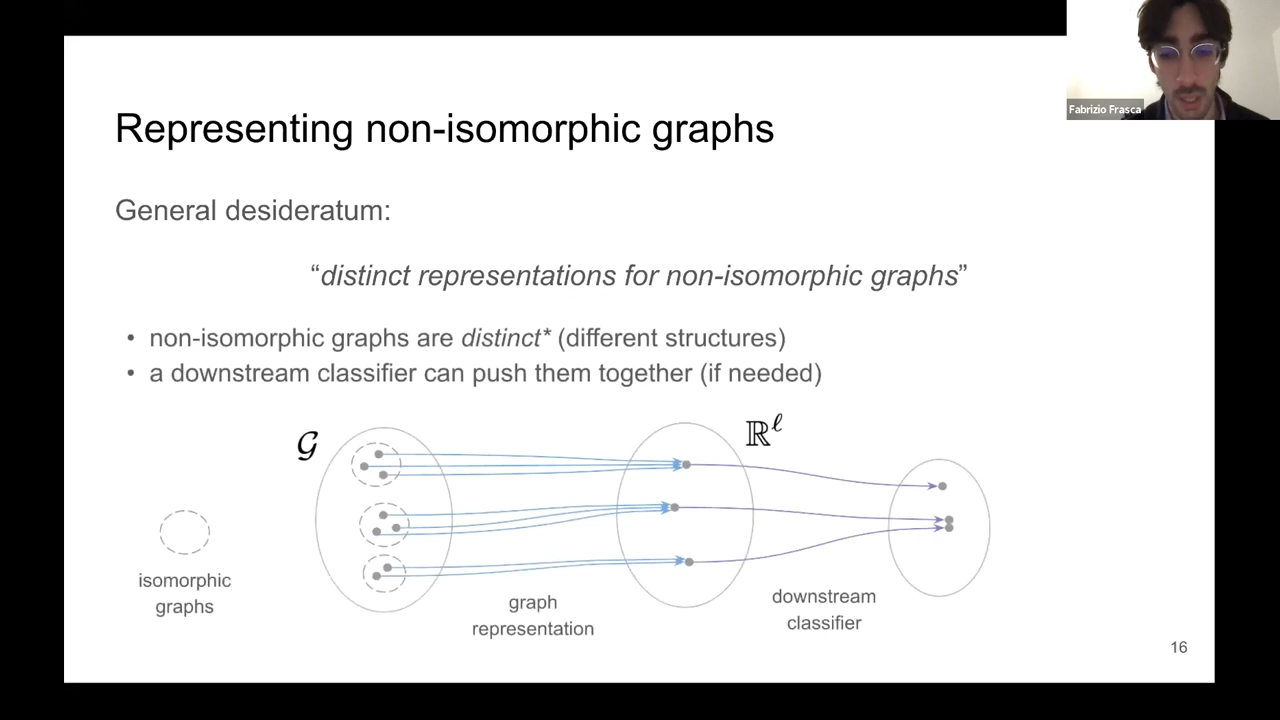 Fabrizio Frasca
Representing non-isomorphic graphs
General desideratum:
“distinct representations for non-isomorphic graphs”
• non-isomorphic graphs are distinct* (different structures)
• a downstream classifier can push them together (if needed)
𝒢
ℝ^ℓ
isomorphic
graphs
graph
representation
downstream
classifier
16